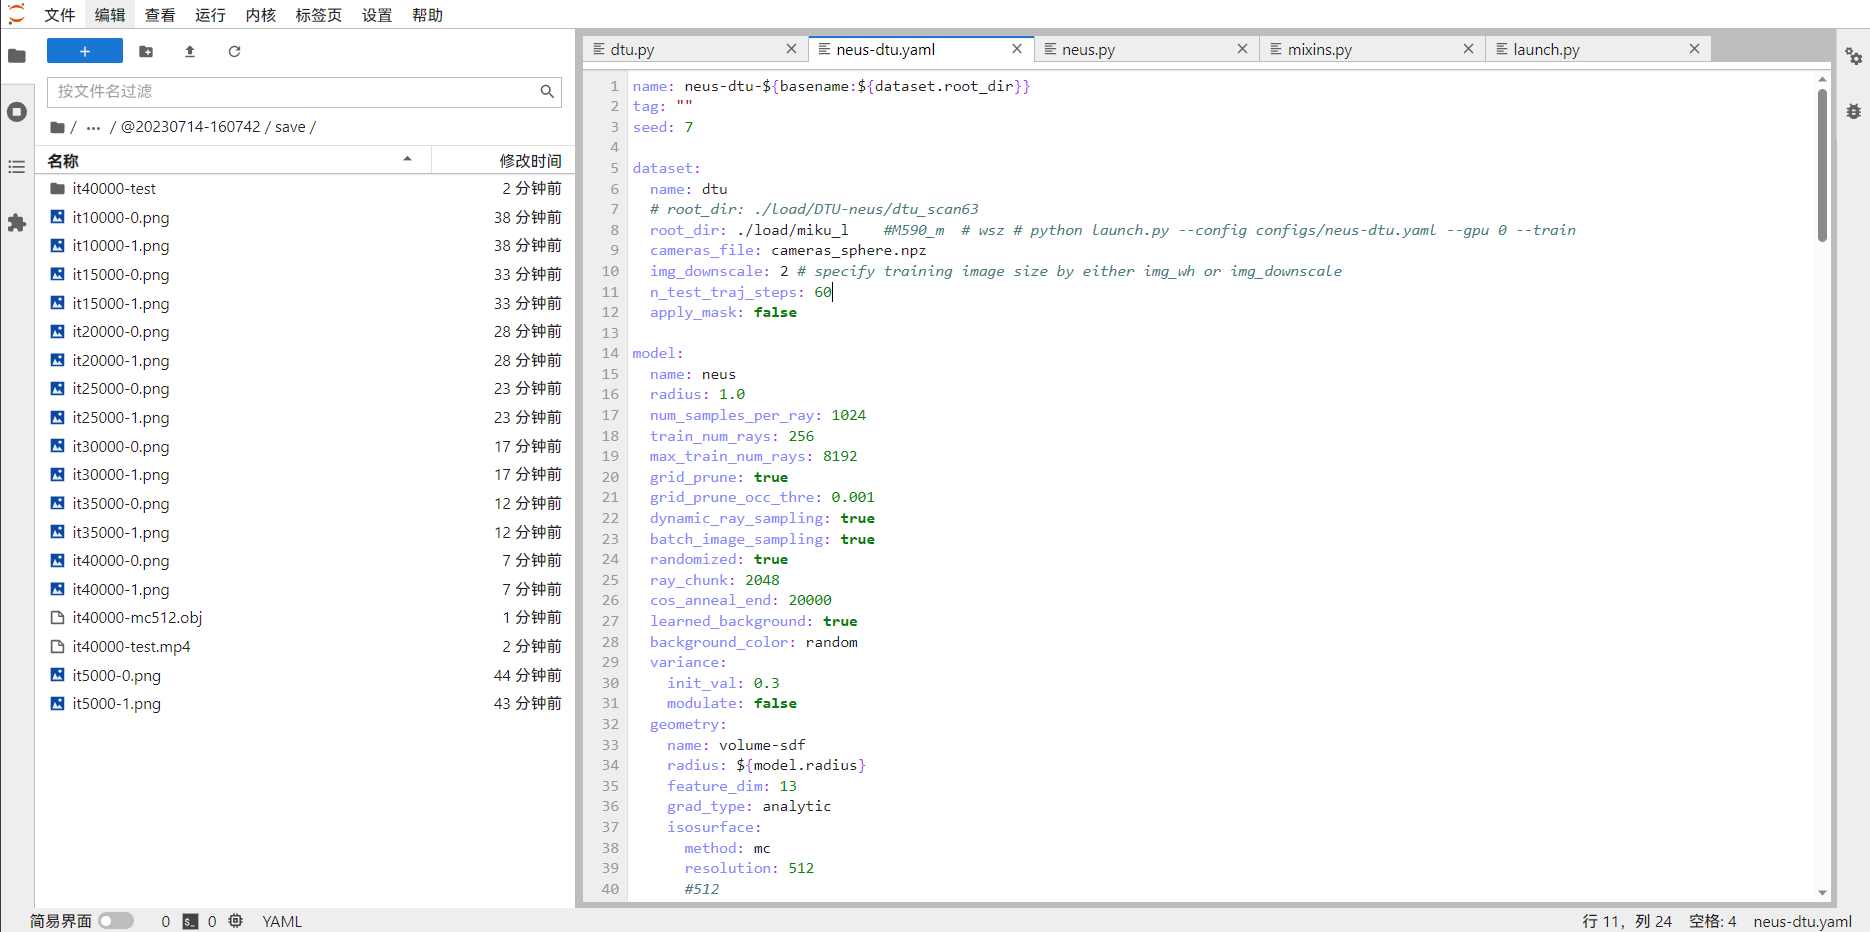 文件 编辑 查看 运行 内核 标签页 设置 帮助
按文件名过滤
/ ··· / @20230714-160742 / save /
名称 修改时间
it40000-test 2 分钟前
it10000-0.png 38 分钟前
it10000-1.png 38 分钟前
it15000-0.png 33 分钟前
it15000-1.png 33 分钟前
it20000-0.png 28 分钟前
it20000-1.png 28 分钟前
it25000-0.png 23 分钟前
it25000-1.png 23 分钟前
it30000-0.png 17 分钟前
it30000-1.png 17 分钟前
it35000-0.png 12 分钟前
it35000-1.png 12 分钟前
it40000-0.png 7 分钟前
it40000-1.png 7 分钟前
it40000-mc512.obj 1 分钟前
it40000-test.mp4 2 分钟前
it5000-0.png 44 分钟前
it5000-1.png 43 分钟前
dtu.py neus-dtu.yaml neus.py mixins.py launch.py
1 name: neus-dtu-${basename:${dataset.root_dir}}
2 tag: ""
3 seed: 7
4
5 dataset:
6   name: dtu
7   # root_dir: ./load/DTU-neus/dtu_scan63
8   root_dir: ./load/miku_l    #M590_m  # wsz # python launch.py --config configs/neus-dtu.yaml --gpu 0 --train
9   cameras_file: cameras_sphere.npz
10   img_downscale: 2 # specify training image size by either img_wh or img_downscale
11   n_test_traj_steps: 60
12   apply_mask: false
13
14 model:
15   name: neus
16   radius: 1.0
17   num_samples_per_ray: 1024
18   train_num_rays: 256
19   max_train_num_rays: 8192
20   grid_prune: true
21   grid_prune_occ_thre: 0.001
22   dynamic_ray_sampling: true
23   batch_image_sampling: true
24   randomized: true
25   ray_chunk: 2048
26   cos_anneal_end: 20000
27   learned_background: true
28   background_color: random
29   variance:
30     init_val: 0.3
31     modulate: false
32   geometry:
33     name: volume-sdf
34     radius: ${model.radius}
35     feature_dim: 13
36     grad_type: analytic
37     isosurface:
38       method: mc
39       resolution: 512
40       #512
简易界面 0 $_ 0 YAML 行 11，列 24 空格: 4 neus-dtu.yaml